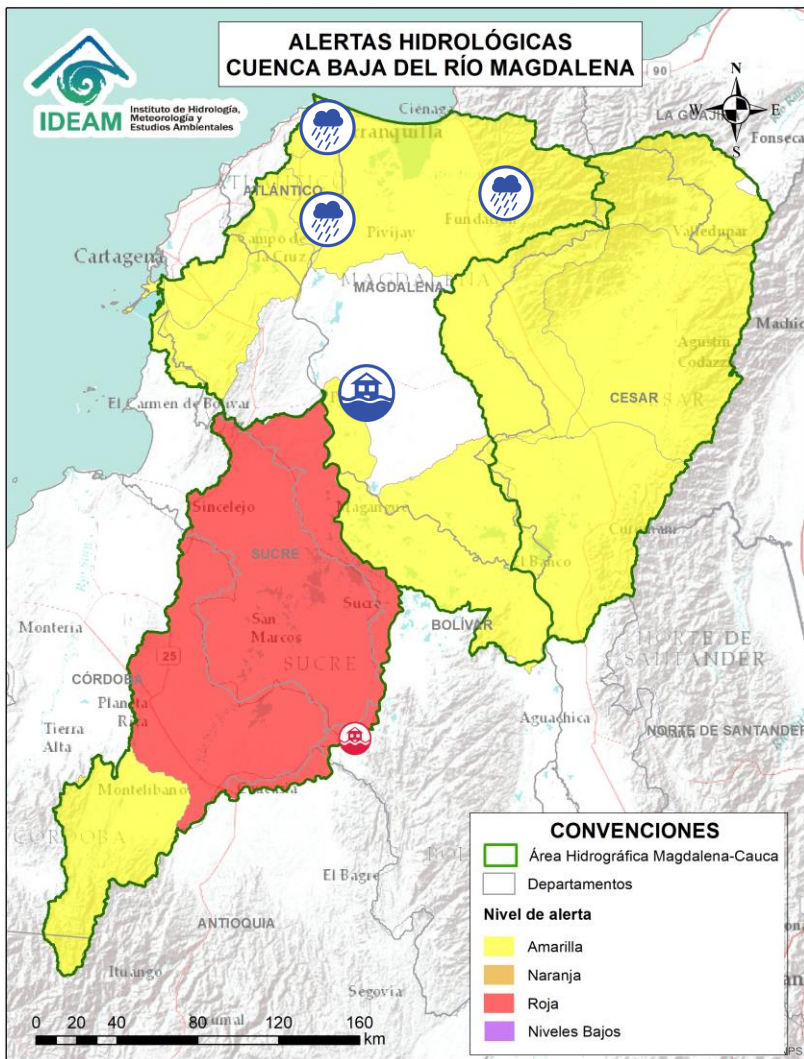 ALERTAS HIDROLÓGICAS
CUENCA BAJA DEL RÍO MAGDALENA
IDEAM
Instituto de Hidrología,
Meteorología y
Estudios Ambientales
N
W
E
S
90
Ciénaga
LA GUAJIRA
Fonseca
ATLÁNTICO
Fundación
Valledupar
Pivijay
Campo de
la Cruz
Cartagena
MAGDALENA
MAGDALENA
Agustín
Codazzi
CESAR
El Carmen de Bolívar
Sincelejo
Magangué
SUCRE
El Banco
Sucre
San
Marcos
BOLÍVAR
SUCRE
Montería
25
NORTE DE
SANTANDER
CÓRDOBA
Planeta
Rica
Tierra
Alta
Aguachica
NORTE DE SANTANDER
Montelíbano
CÓRDOBA
El Bagre
ANTIOQUIA
Ituango
Segovia
CONVENCIONES
Área Hidrográfica Magdalena-Cauca
Departamentos
Nivel de alerta
Amarilla
Naranja
Roja
Niveles Bajos
0 20 40 80 120 160
km